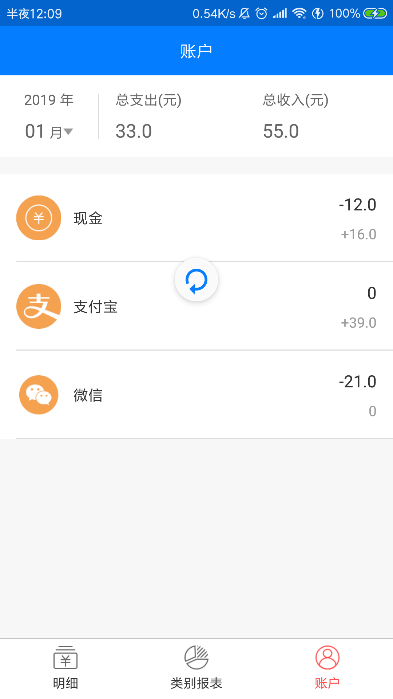 半夜12:09 0.54K/s 100%
账户
2019 年 总支出(元) 总收入(元)
01 月 33.0 55.0
现金 -12.0
+16.0
支付宝 0
+39.0
微信 -21.0
0
明细 类别报表 账户